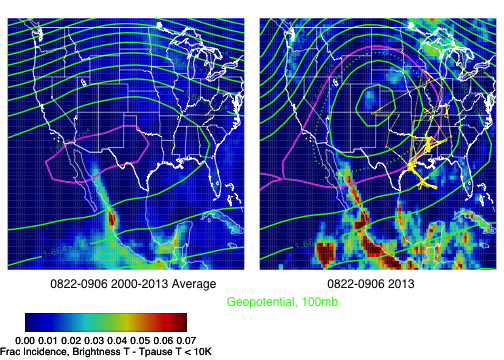 0822-0906 2000-2013 Average
0822-0906 2013
Geopotential, 100mb
0.00 0.01 0.02 0.03 0.04 0.05 0.06 0.07
Frac Incidence, Brightness T - Tpause T < 10K